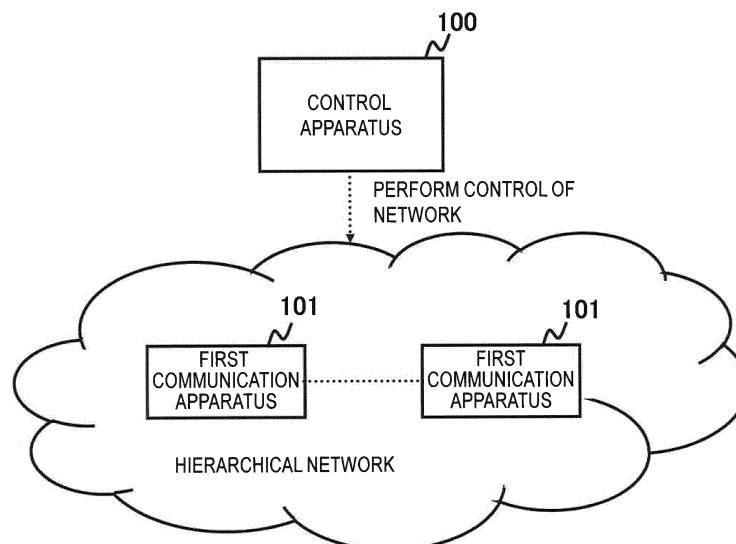 100
CONTROL
APPARATUS
PERFORM CONTROL OF
NETWORK
101
101
FIRST
COMMUNICATION
APPARATUS
FIRST
COMMUNICATION
APPARATUS
HIERARCHICAL NETWORK